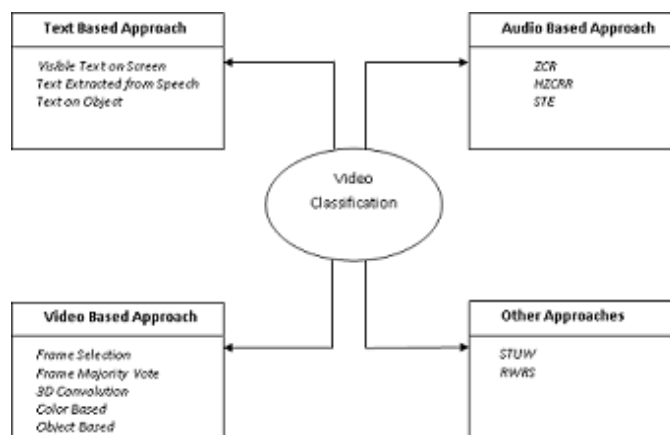 Text Based Approach
Visible Text on Screen
Text Extracted from Speech
Text on Object
Audio Based Approach
ZCR
HZCRR
STE
Video
Classification
Video Based Approach
Frame Selection
Frame Majority Vote
3D Convolution
Color Based
Object Based
Other Approaches
STUW
RWRS